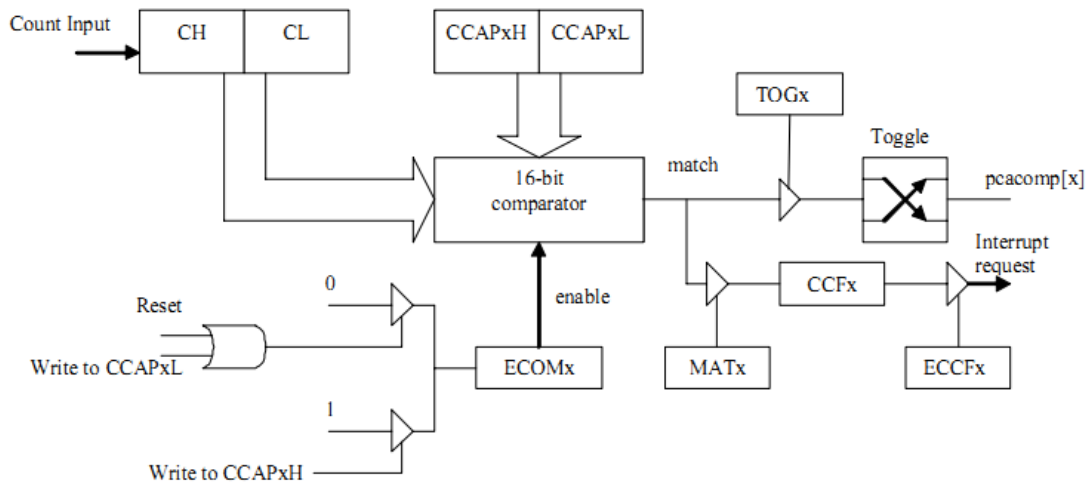 Count Input
CH
CL
CCAPxH
CCAPxL
TOGx
Toggle
16-bit
comparator
match
pcacomp[x]
Interrupt
request
0
enable
CCFx
Reset
Write to CCAPxL
ECOMx
MATx
ECCFx
1
Write to CCAPxH